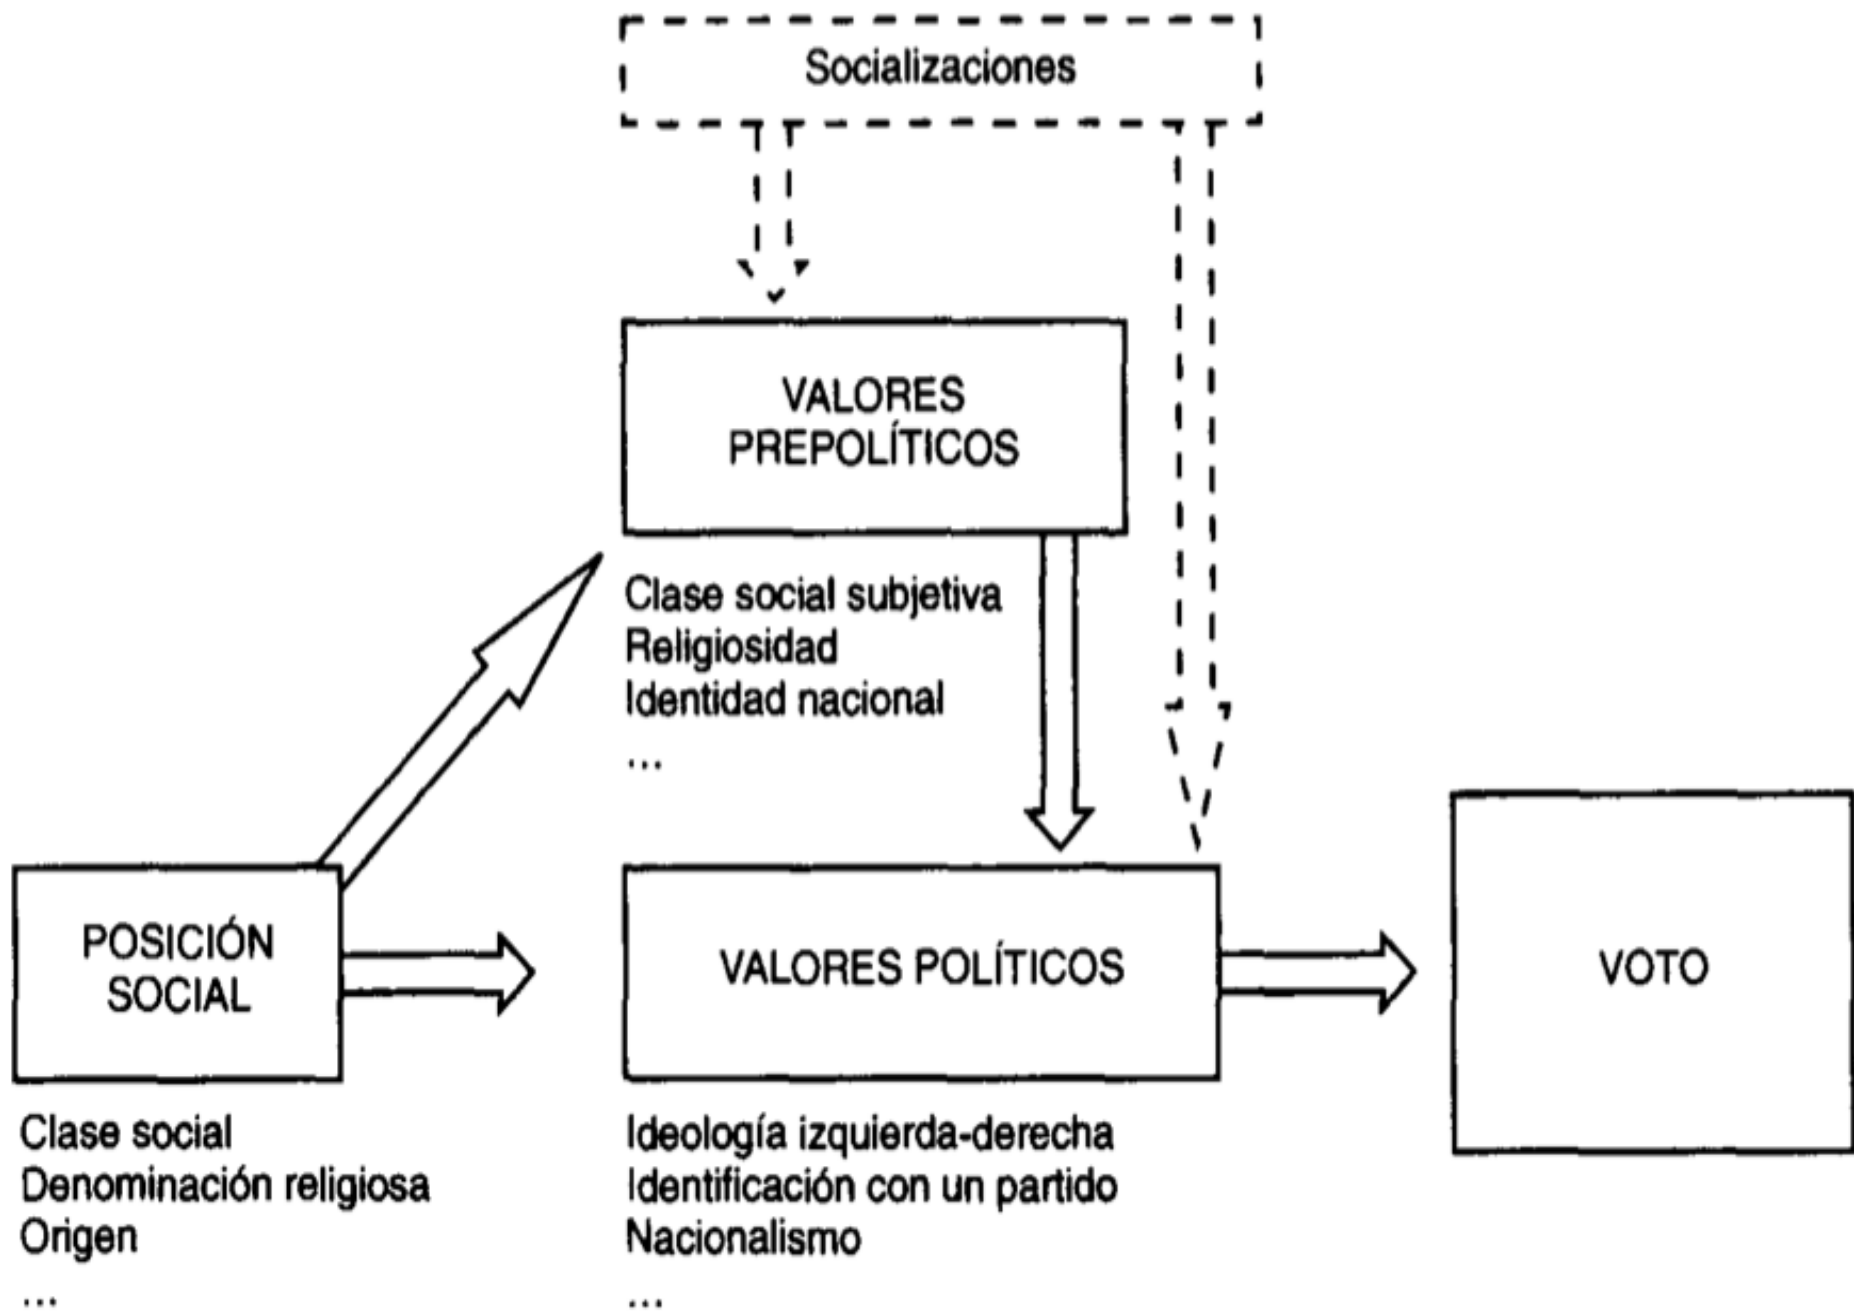 Socializaciones
VALORES
PREPOLÍTICOS
Clase social subjetiva
Religiosidad
Identidad nacional
...
POSICIÓN
SOCIAL
Clase social
Denominación religiosa
Origen
...
VALORES POLÍTICOS
Ideología izquierda-derecha
Identificación con un partido
Nacionalismo
...
VOTO